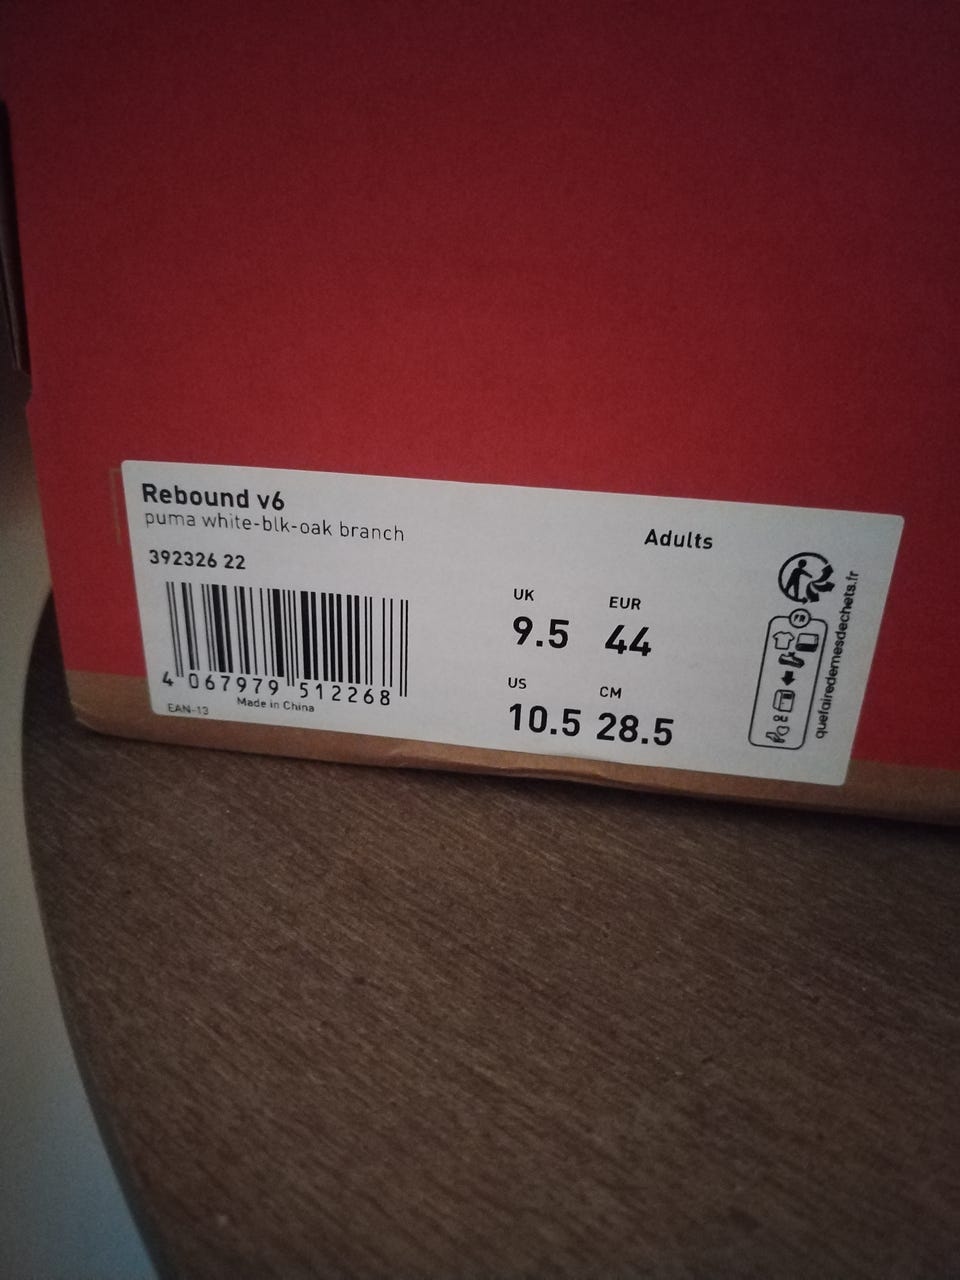 Rebound v6
puma white-blk-oak branch
392326 22
4 067979 512268
EAN-13 Made in China
Adults
UK EUR
9.5 44
US CM
10.5 28.5
FR
quefairedemesdechets.fr